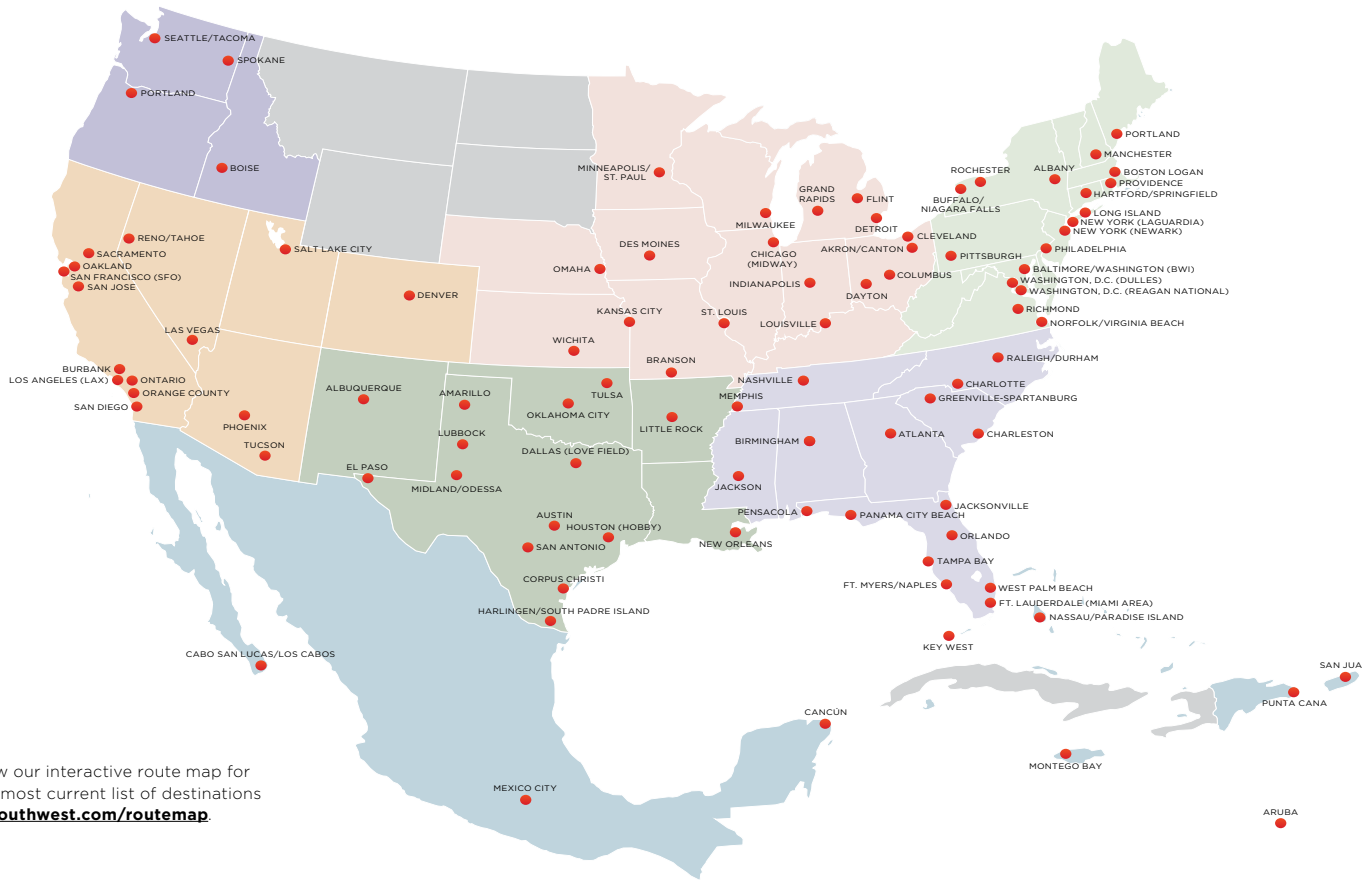 SEATTLE/TACOMA
SPOKANE
PORTLAND
BOISE
RENO/TAHOE
SACRAMENTO
OAKLAND
SAN FRANCISCO (SFO)
SAN JOSE
SALT LAKE CITY
DENVER
LAS VEGAS
BURBANK
LOS ANGELES (LAX)
ONTARIO
ORANGE COUNTY
SAN DIEGO
PHOENIX
TUCSON
MINNEAPOLIS/
ST. PAUL
MILWAUKEE
GRAND
RAPIDS
FLINT
DETROIT
CHICAGO
(MIDWAY)
DES MOINES
OMAHA
CLEVELAND
AKRON/CANTON
COLUMBUS
DAYTON
INDIANAPOLIS
KANSAS CITY
ST. LOUIS
LOUISVILLE
WICHITA
BRANSON
PORTLAND
MANCHESTER
BOSTON LOGAN
PROVIDENCE
HARTFORD/SPRINGFIELD
ALBANY
ROCHESTER
BUFFALO/
NIAGARA FALLS
LONG ISLAND
NEW YORK (LAGUARDIA)
NEW YORK (NEWARK)
PHILADELPHIA
PITTSBURGH
BALTIMORE/WASHINGTON (BWI)
WASHINGTON, D.C. (DULLES)
WASHINGTON, D.C. (REAGAN NATIONAL)
RICHMOND
NORFOLK/VIRGINIA BEACH
ALBUQUERQUE
AMARILLO
TULSA
OKLAHOMA CITY
LITTLE ROCK
LUBBOCK
DALLAS (LOVE FIELD)
EL PASO
MIDLAND/ODESSA
AUSTIN
HOUSTON (HOBBY)
SAN ANTONIO
NEW ORLEANS
CORPUS CHRISTI
HARLINGEN/SOUTH PADRE ISLAND
RALEIGH/DURHAM
NASHVILLE
CHARLOTTE
MEMPHIS
GREENVILLE-SPARTANBURG
BIRMINGHAM
ATLANTA
CHARLESTON
JACKSON
PENSACOLA
PANAMA CITY BEACH
JACKSONVILLE
ORLANDO
TAMPA BAY
FT. MYERS/NAPLES
WEST PALM BEACH
FT. LAUDERDALE (MIAMI AREA)
NASSAU/PARADISE ISLAND
KEY WEST
CABO SAN LUCAS/LOS CABOS
SAN JUA
PUNTA CANA
CANCÚN
MONTEGO BAY
MEXICO CITY
ARUBA
w our interactive route map for
most current list of destinations
outhwest.com/routemap.